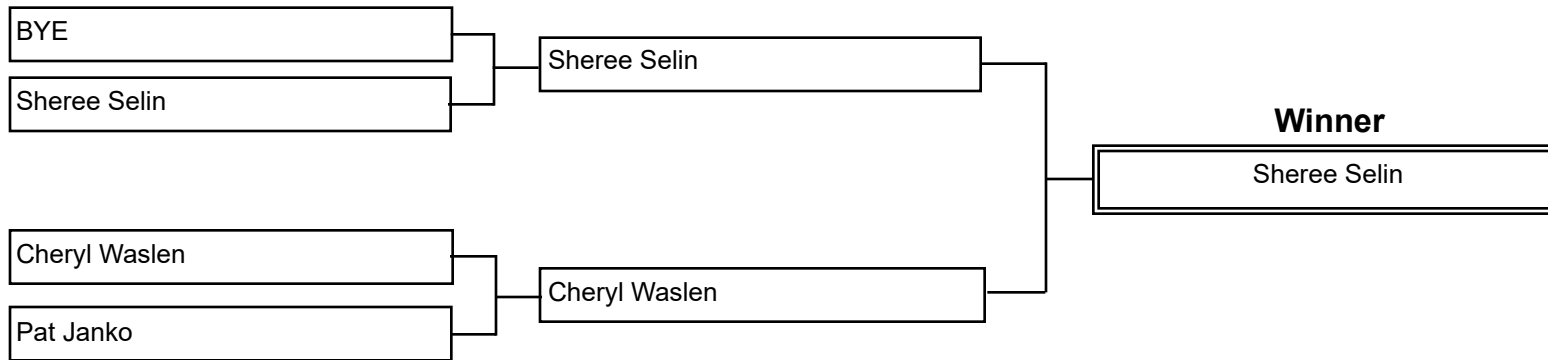 BYE
Sheree Selin
Sheree Selin
Winner
Sheree Selin
Cheryl Waslen
Cheryl Waslen
Pat Janko